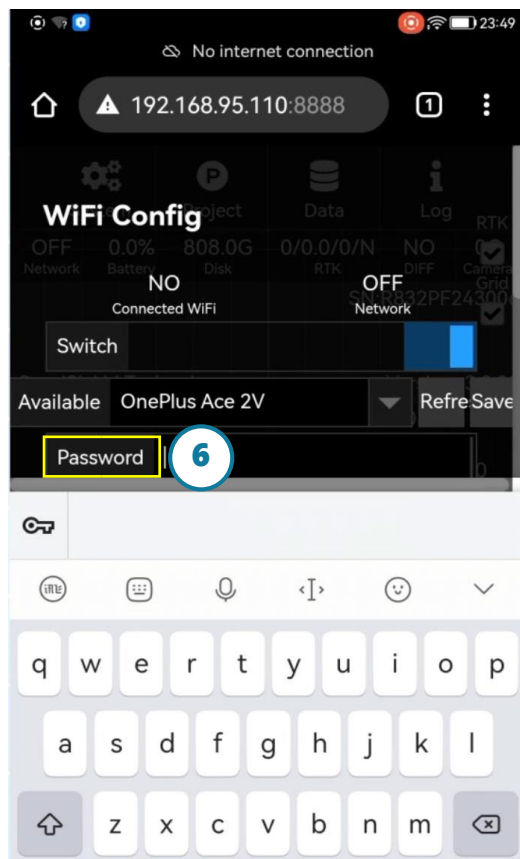 23:49
No internet connection
192.168.95.110:8888
1
Project Data Log
WiFi Config
RTK
OFF 0.0% 808.0G 0/0.0/0/N NO
Network Battery Disk RTK DIFF Camera
Grid
NO OFF
Connected WiFi Network
SN:R832PF24300
Switch
Available OnePlus Ace 2V Refre Save
Password 6
q w e r t y u i o p
a s d f g h j k l
z x c v b n m